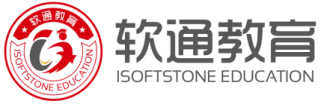 软通教育
ISOFTSTONE EDUCATION
软通教育
ISOFTSTONE EDUCATION